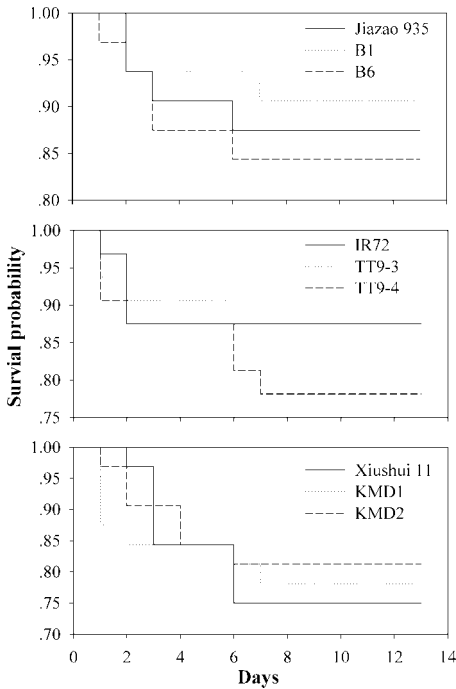 1.00
.95
.90
.85
.80
Jiazao 935
B1
B6
1.00
.95
.90
.85
.80
.75
IR72
TT9-3
TT9-4
Survial probability
1.00
.95
.90
.85
.80
.75
.70
Xiushui 11
KMD1
KMD2
0 2 4 6 8 10 12 14
Days